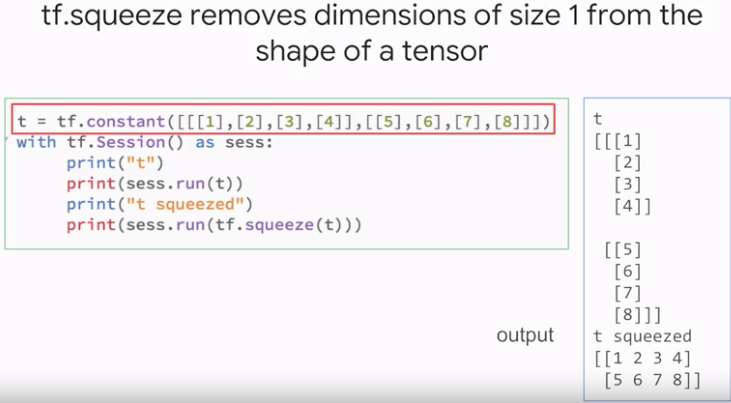 tf.squeeze removes dimensions of size 1 from the
shape of a tensor
t = tf.constant([[[1],[2],[3],[4]],[[5],[6],[7],[8]]])
with tf.Session() as sess:
print("t")
print(sess.run(t))
print("t squeezed")
print(sess.run(tf.squeeze(t)))
output
t
[[[1]
[2]
[3]
[4]]
[[5]
[6]
[7]
[8]]]
t squeezed
[[1 2 3 4]
[5 6 7 8]]